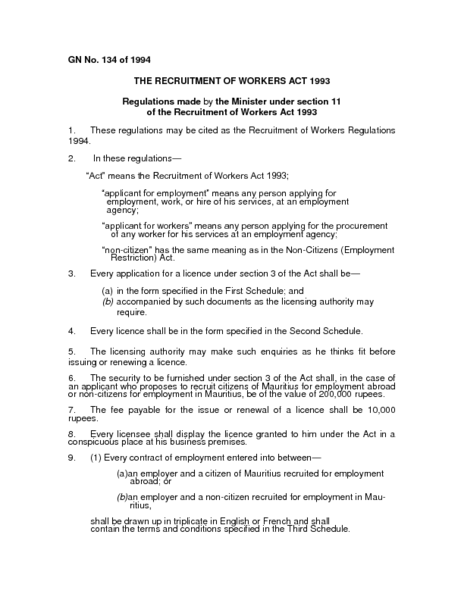 GN No. 134 of 1994
THE RECRUITMENT OF WORKERS ACT 1993
Regulations made by the Minister under section 11
of the Recruitment of Workers Act 1993
1. These regulations may be cited as the Recruitment of Workers Regulations
1994.
2. In these regulations—
“Act” means the Recruitment of Workers Act 1993;
“applicant for employment” means any person applying for
employment, work, or hire of his services, at an employment
agency;
“applicant for workers” means any person applying for the procurement
of any worker for his services at an employment agency;
“non-citizen” has the same meaning as in the Non-Citizens (Employment
Restriction) Act.
3. Every application for a licence under section 3 of the Act shall be—
(a) in the form specified in the First Schedule; and
(b) accompanied by such documents as the licensing authority may
require.
4. Every licence shall be in the form specified in the Second Schedule.
5. The licensing authority may make such enquiries as he thinks fit before
issuing or renewing a licence.
6. The security to be furnished under section 3 of the Act shall, in the case of
an applicant who proposes to recruit citizens of Mauritius for employment abroad
or non-citizens for employment in Mauritius, be of the value of 200,000 rupees.
7. The fee payable for the issue or renewal of a licence shall be 10,000
rupees.
8. Every licensee shall display the licence granted to him under the Act in a
conspicuous place at his business premises.
9. (1) Every contract of employment entered into between—
(a)an employer and a citizen of Mauritius recruited for employment
abroad; or
(b)an employer and a non-citizen recruited for employment in Mau-
ritius,
shall be drawn up in triplicate in English or French and shall
contain the terms and conditions specified in the Third Schedule.